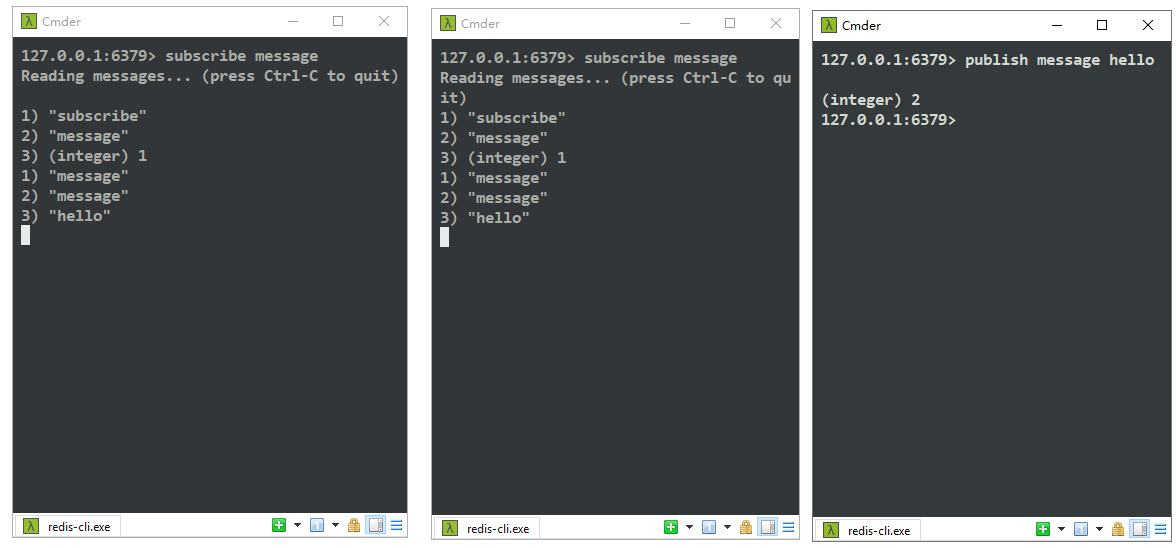 Cmder
127.0.0.1:6379> subscribe message
Reading messages... (press Ctrl-C to quit)
1) "subscribe"
2) "message"
3) (integer) 1
1) "message"
2) "message"
3) "hello"
redis-cli.exe
Cmder
127.0.0.1:6379> subscribe message
Reading messages... (press Ctrl-C to qu
it)
1) "subscribe"
2) "message"
3) (integer) 1
1) "message"
2) "message"
3) "hello"
redis-cli.exe
Cmder
127.0.0.1:6379> publish message hello
(integer) 2
127.0.0.1:6379>
redis-cli.exe